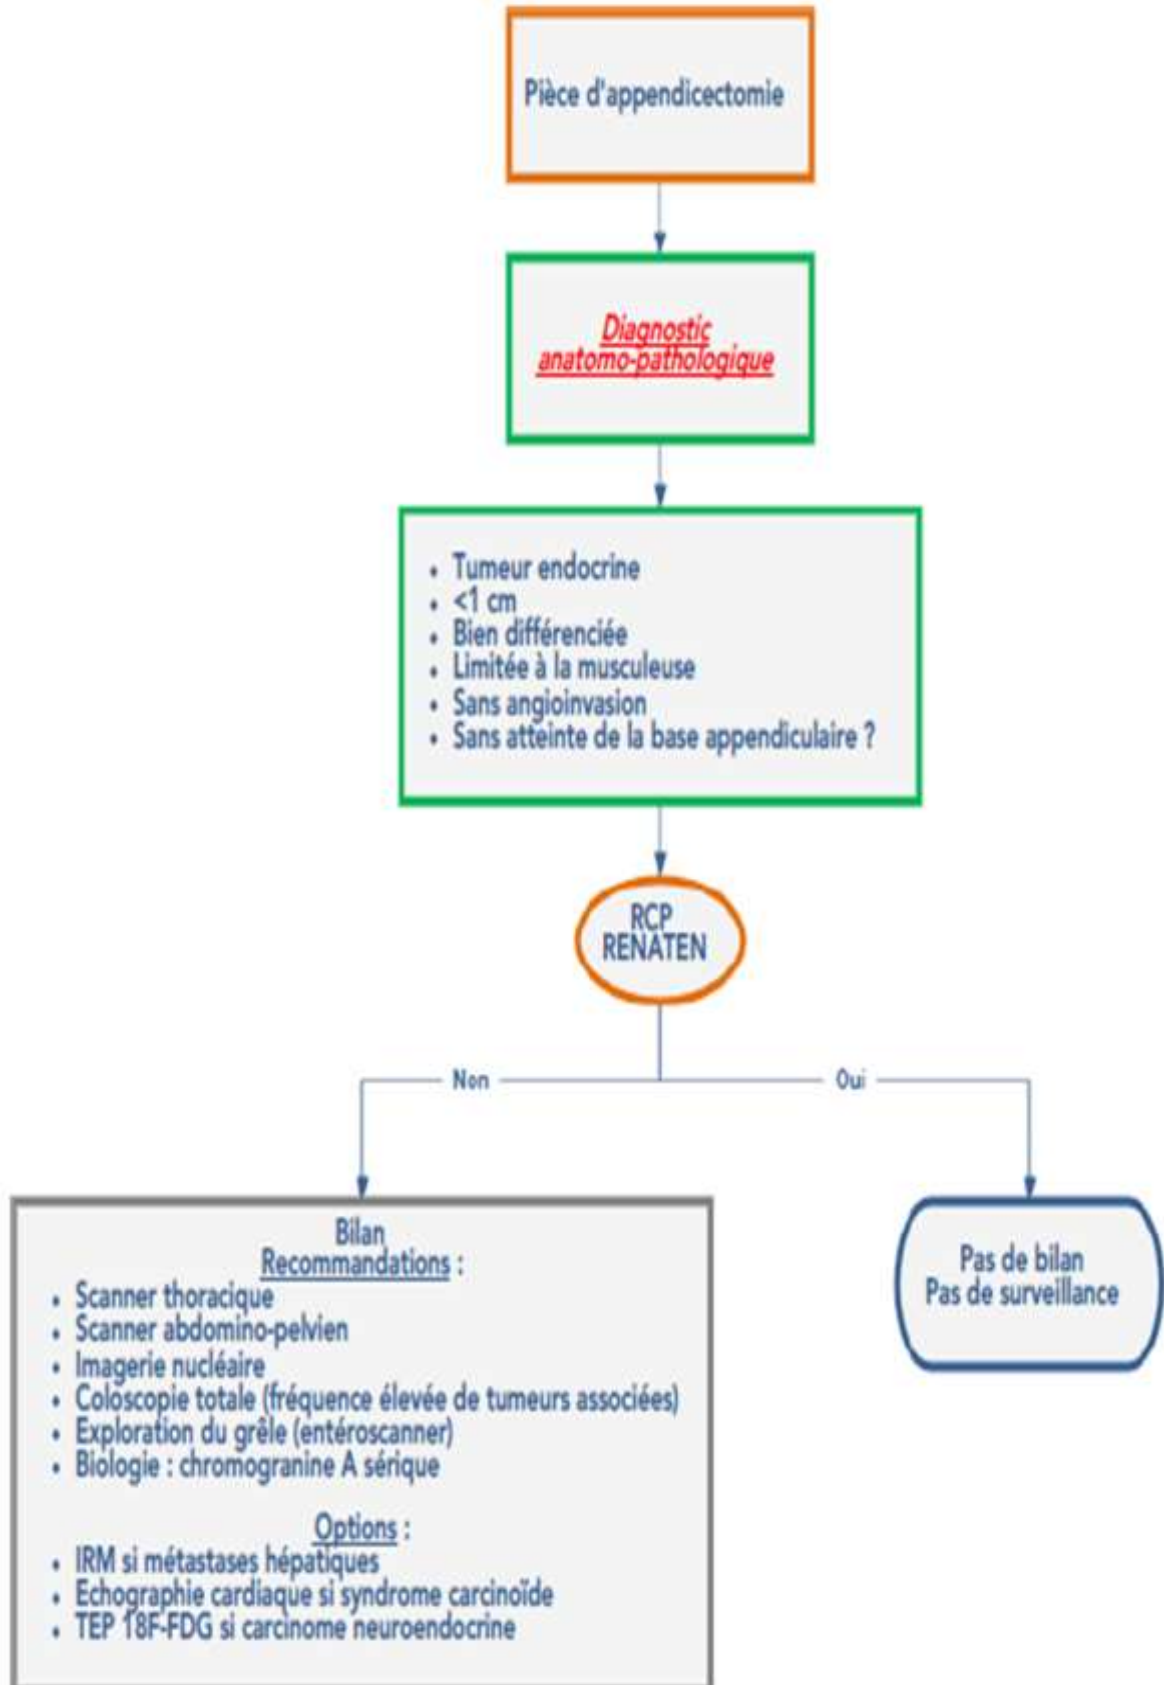 Pièce d'appendicectomie
Diagnostic
anatomo-pathologique
• Tumeur endocrine
• <1 cm
• Bien différenciée
• Limitée à la musculeuse
• Sans angioinvasion
• Sans atteinte de la base appendiculaire ?
RCP
RENATEN
Non
Oui
Bilan
Recommandations :
• Scanner thoracique
• Scanner abdomino-pelvien
• Imagerie nucléaire
• Coloscopie totale (fréquence élevée de tumeurs associées)
• Exploration du grêle (entéroscanner)
• Biologie : chromogranine A sérique
Options :
• IRM si métastases hépatiques
• Echographie cardiaque si syndrome carcinoïde
• TEP 18F-FDG si carcinome neuroendocrine
Pas de bilan
Pas de surveillance